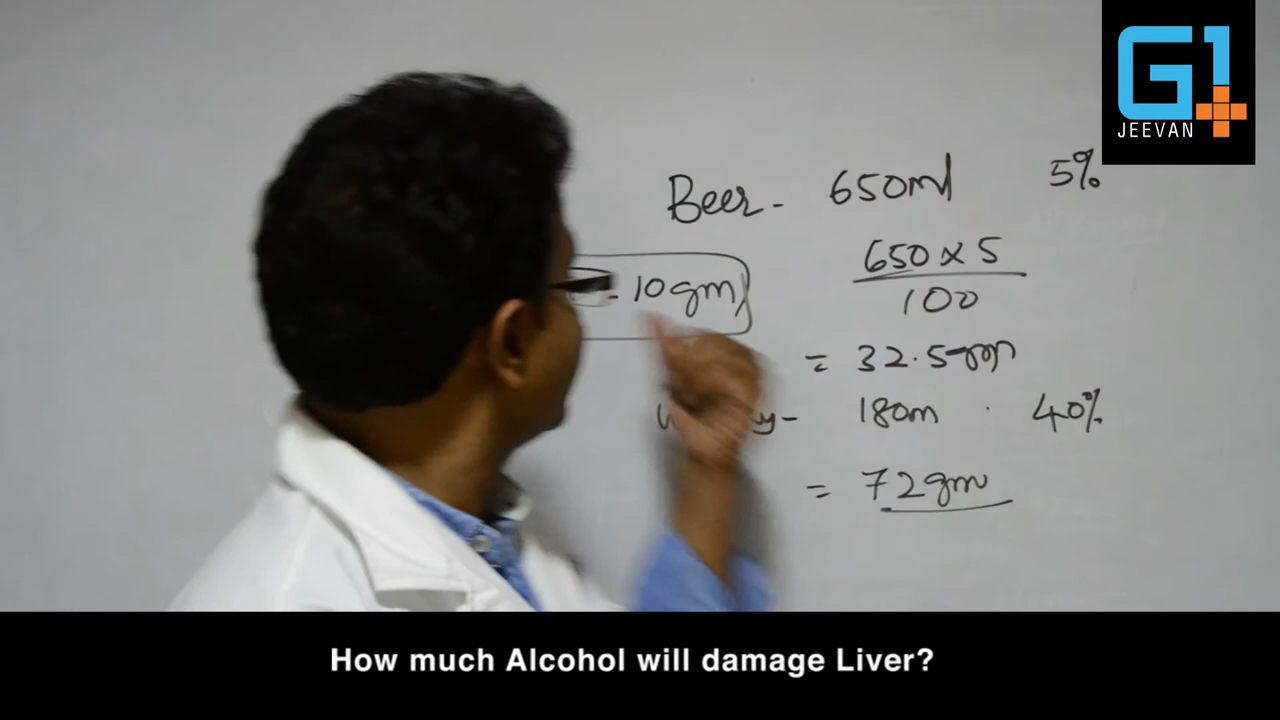 G1
JEEVAN
Beer - 650ml 5%
650 x 5
100
10gm
= 32.5gm
180m 40%
= 72gm
How much Alcohol will damage Liver?